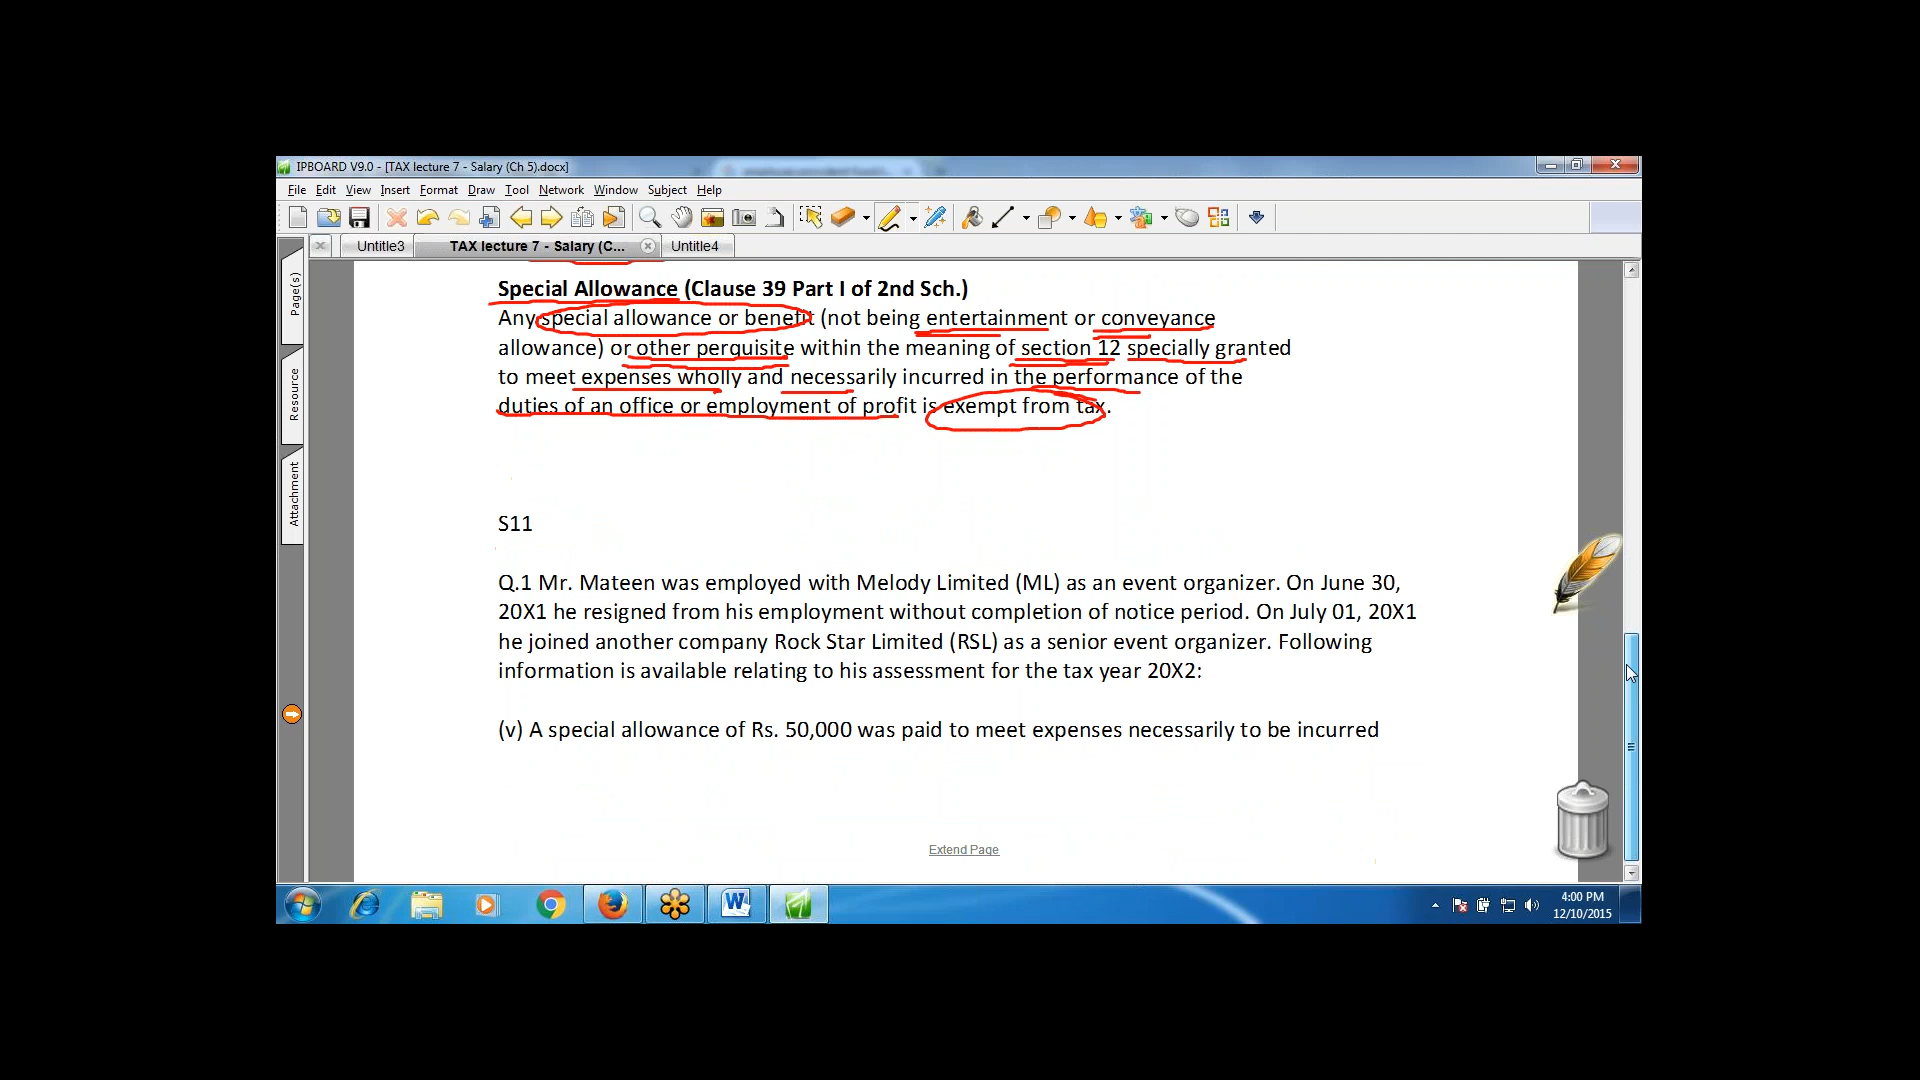 IPBOARD V9.0 - [TAX lecture 7 - Salary (Ch 5).docx]
File Edit View Insert Format Draw Tool Network Window Subject Help
Untitle3 TAX lecture 7 - Salary (C... Untitle4
Page(s)
Resource
Attachment
Special Allowance (Clause 39 Part I of 2nd Sch.)
Any special allowance or benefit (not being entertainment or conveyance
allowance) or other perquisite within the meaning of section 12 specially granted
to meet expenses wholly and necessarily incurred in the performance of the
duties of an office or employment of profit is exempt from tax.
S11
Q.1 Mr. Mateen was employed with Melody Limited (ML) as an event organizer. On June 30,
20X1 he resigned from his employment without completion of notice period. On July 01, 20X1
he joined another company Rock Star Limited (RSL) as a senior event organizer. Following
information is available relating to his assessment for the tax year 20X2:
(v) A special allowance of Rs. 50,000 was paid to meet expenses necessarily to be incurred
Extend Page
4:00 PM
12/10/2015